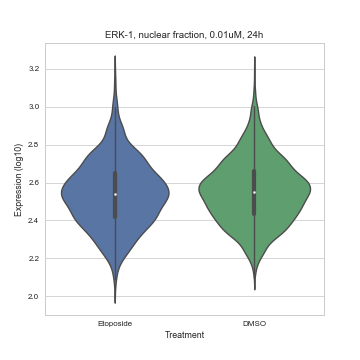 ERK-1, nuclear fraction, 0.01uM, 24h
3.2
3.0
2.8
2.6
2.4
2.2
2.0
Expression (log10)
Etoposide
DMSO
Treatment